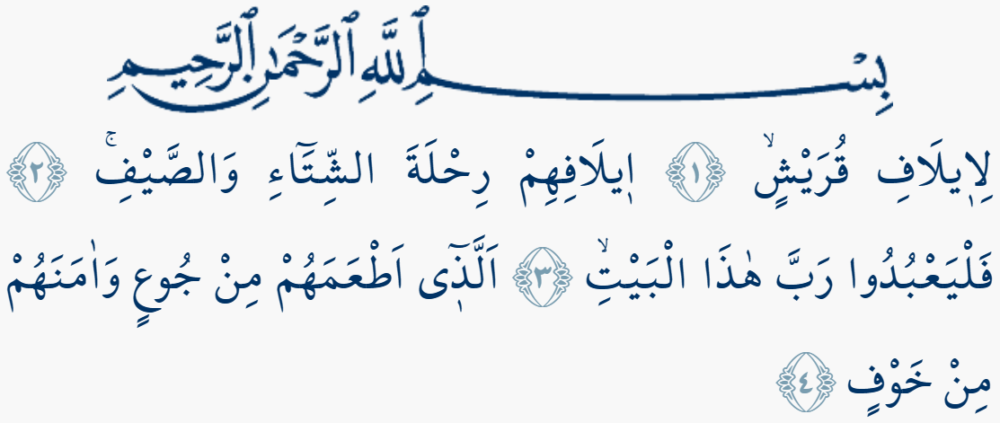 بِسْمِ اللَّهِ الرَّحْمَٰنِ الرَّحِيمِ
لِا۪يلَافِ قُرَيْشٍۙ ﴿١﴾ ا۪يلَافِهِمْ رِحْلَةَ الشِّتَٓاءِ وَالصَّيْفِۚ ﴿٢﴾
فَلْيَعْبُدُوا رَبَّ هٰذَا الْبَيْتِۙ ﴿٣﴾ اَلَّذ۪ٓي اَطْعَمَهُمْ مِنْ جُوعٍ وَاٰمَنَهُمْ
مِنْ خَوْفٍ ﴿٤﴾